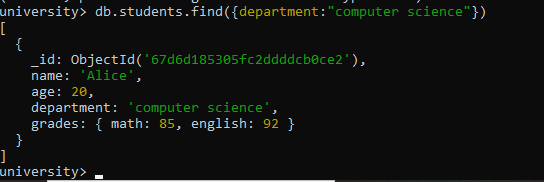 university> db.students.find({department:"computer science"})
[
  {
    _id: ObjectId('67d6d185305fc2ddddcb0ce2'),
    name: 'Alice',
    age: 20,
    department: 'computer science',
    grades: { math: 85, english: 92 }
  }
]
university>